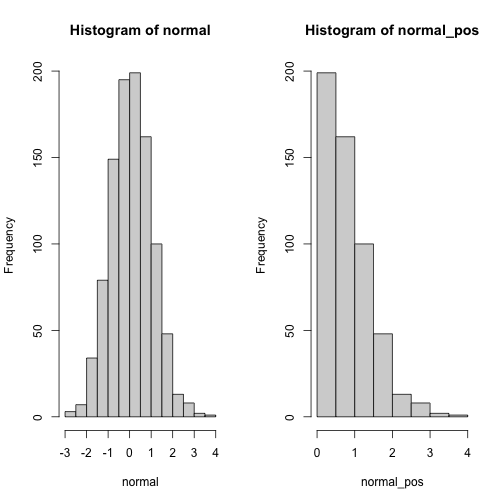 Histogram of normal
Frequency
0
50
100
150
200
-3 -2 -1 0 1 2 3 4
normal
Histogram of normal_pos
Frequency
0
50
100
150
200
0 1 2 3 4
normal_pos